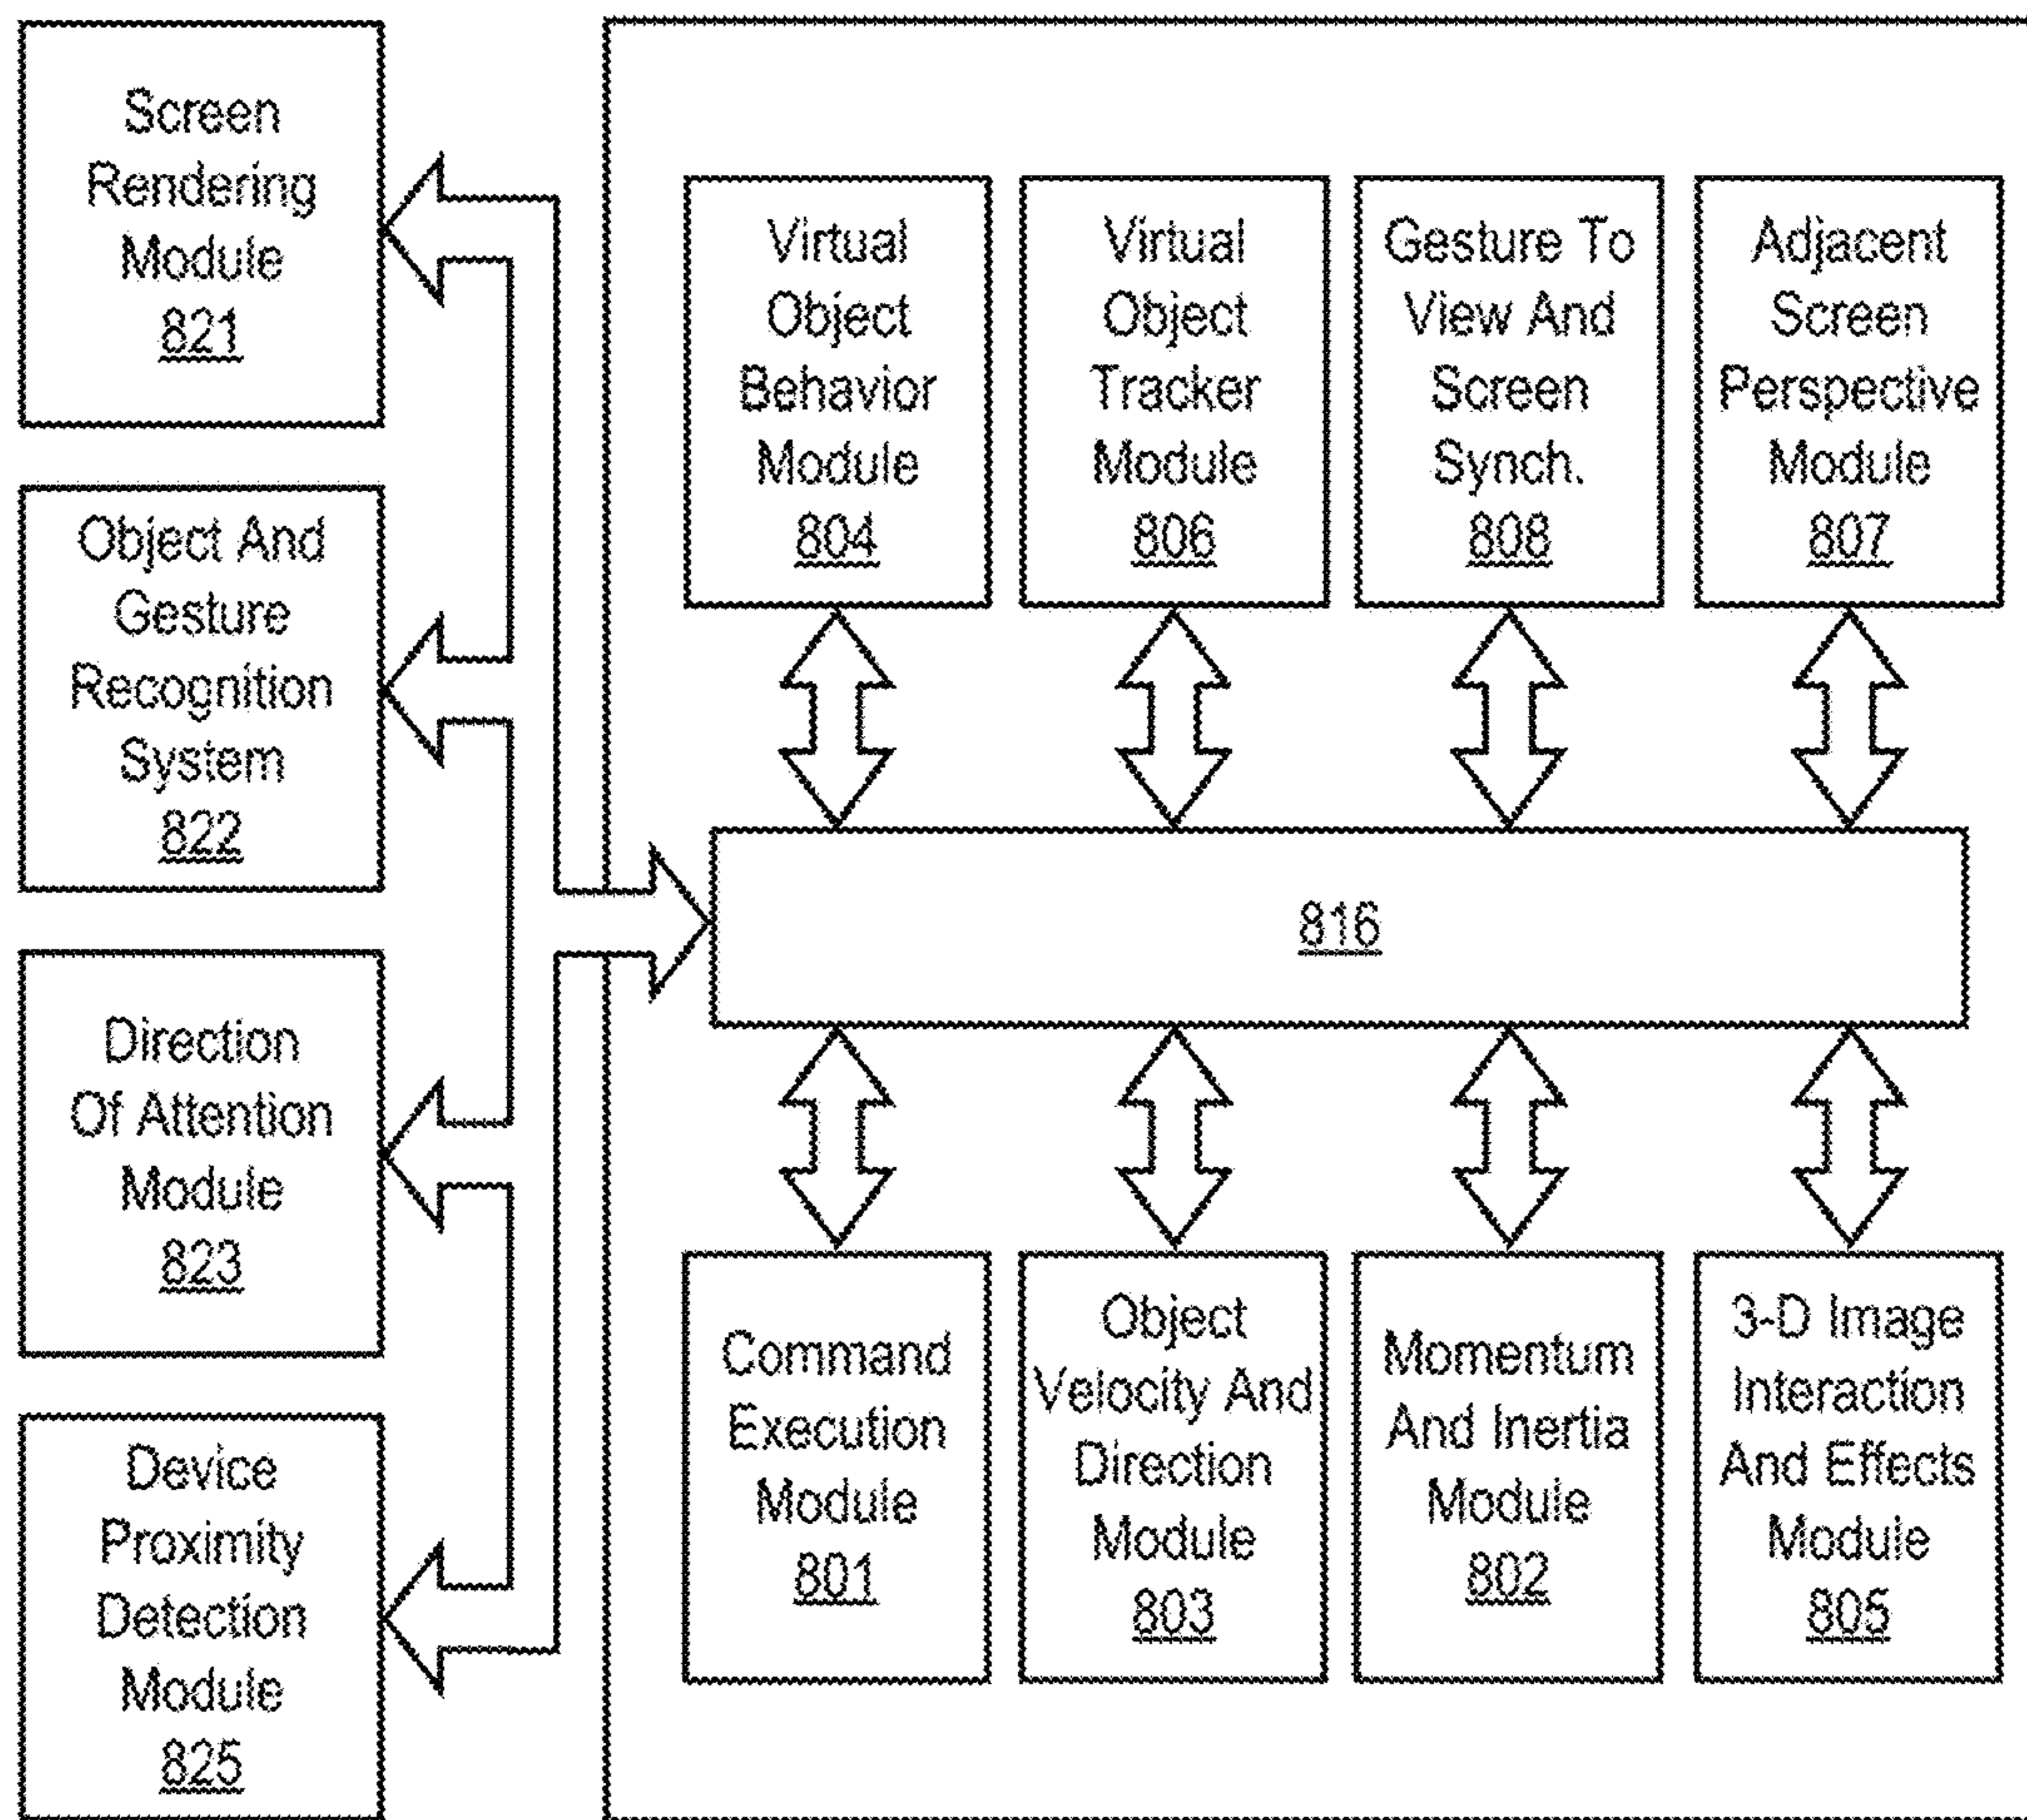 Screen
Rendering
Module
821
Object And
Gesture
Recognition
System
822
Direction
Of Attention
Module
823
Device
Proximity
Detection
Module
825
Virtual
Object
Behavior
Module
804
Virtual
Object
Tracker
Module
806
Gesture To
View And
Screen
Synch.
808
Adjacent
Screen
Perspective
Module
807
816
Command
Execution
Module
801
Object
Velocity And
Direction
Module
803
Momentum
And Inertia
Module
802
3-D Image
Interaction
And Effects
Module
805